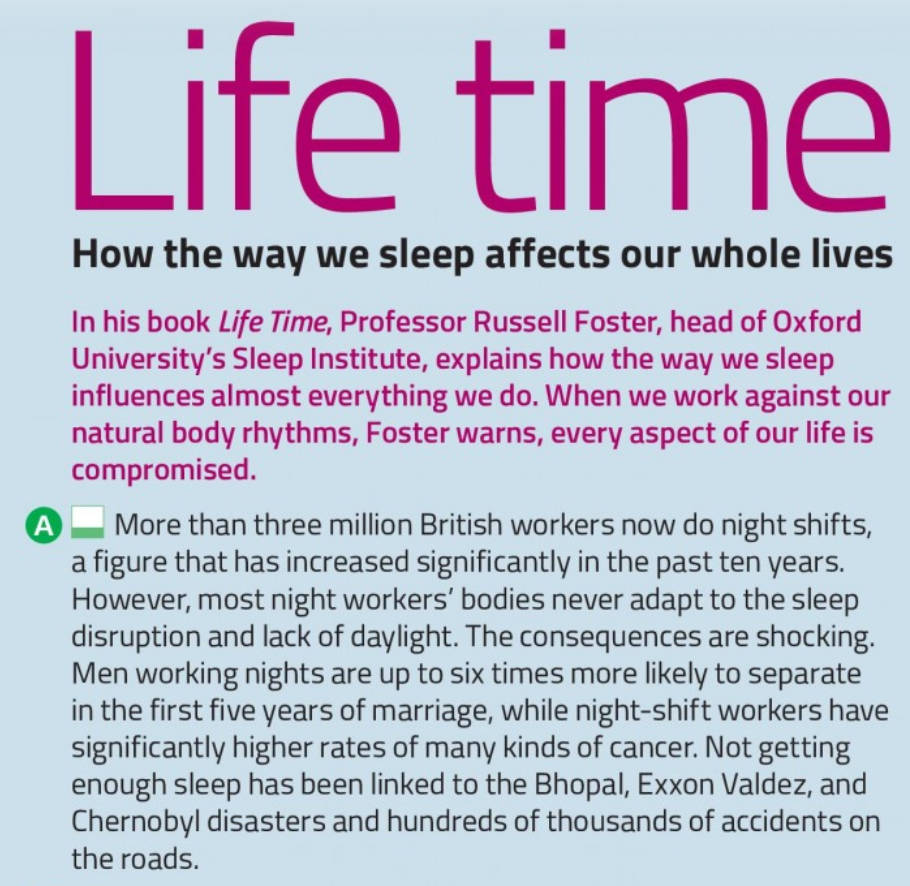 Life time
How the way we sleep affects our whole lives
In his book Life Time, Professor Russell Foster, head of Oxford
University's Sleep Institute, explains how the way we sleep
influences almost everything we do. When we work against our
natural body rhythms, Foster warns, every aspect of our life is
compromised.
A More than three million British workers now do night shifts,
a figure that has increased significantly in the past ten years.
However, most night workers' bodies never adapt to the sleep
disruption and lack of daylight. The consequences are shocking.
Men working nights are up to six times more likely to separate
in the first five years of marriage, while night-shift workers have
significantly higher rates of many kinds of cancer. Not getting
enough sleep has been linked to the Bhopal, Exxon Valdez, and
Chernobyl disasters and hundreds of thousands of accidents on
the roads.